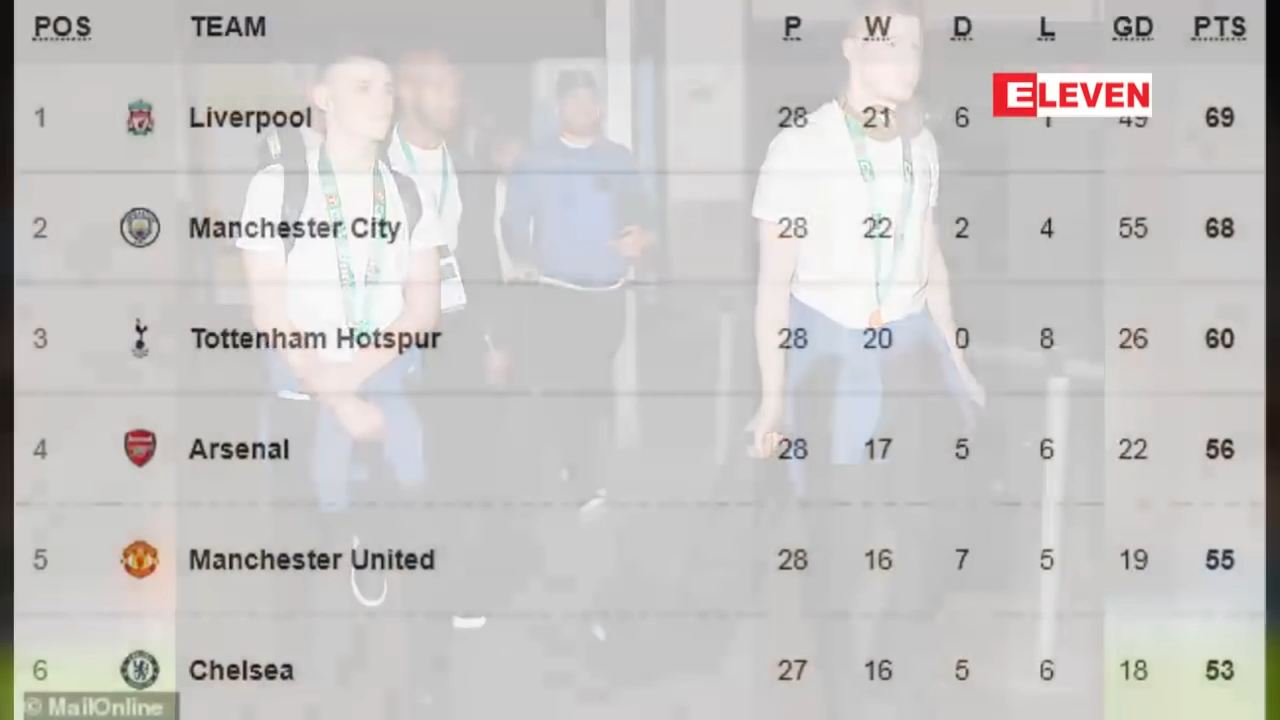 POS TEAM P W D L GD PTS
ELEVEN
1 Liverpool 28 21 6 1 49 69
2 Manchester City 28 22 2 4 55 68
3 Tottenham Hotspur 28 20 0 8 26 60
4 Arsenal 28 17 5 6 22 56
5 Manchester United 28 16 7 5 19 55
6 Chelsea 27 16 5 6 18 53
© MailOnline